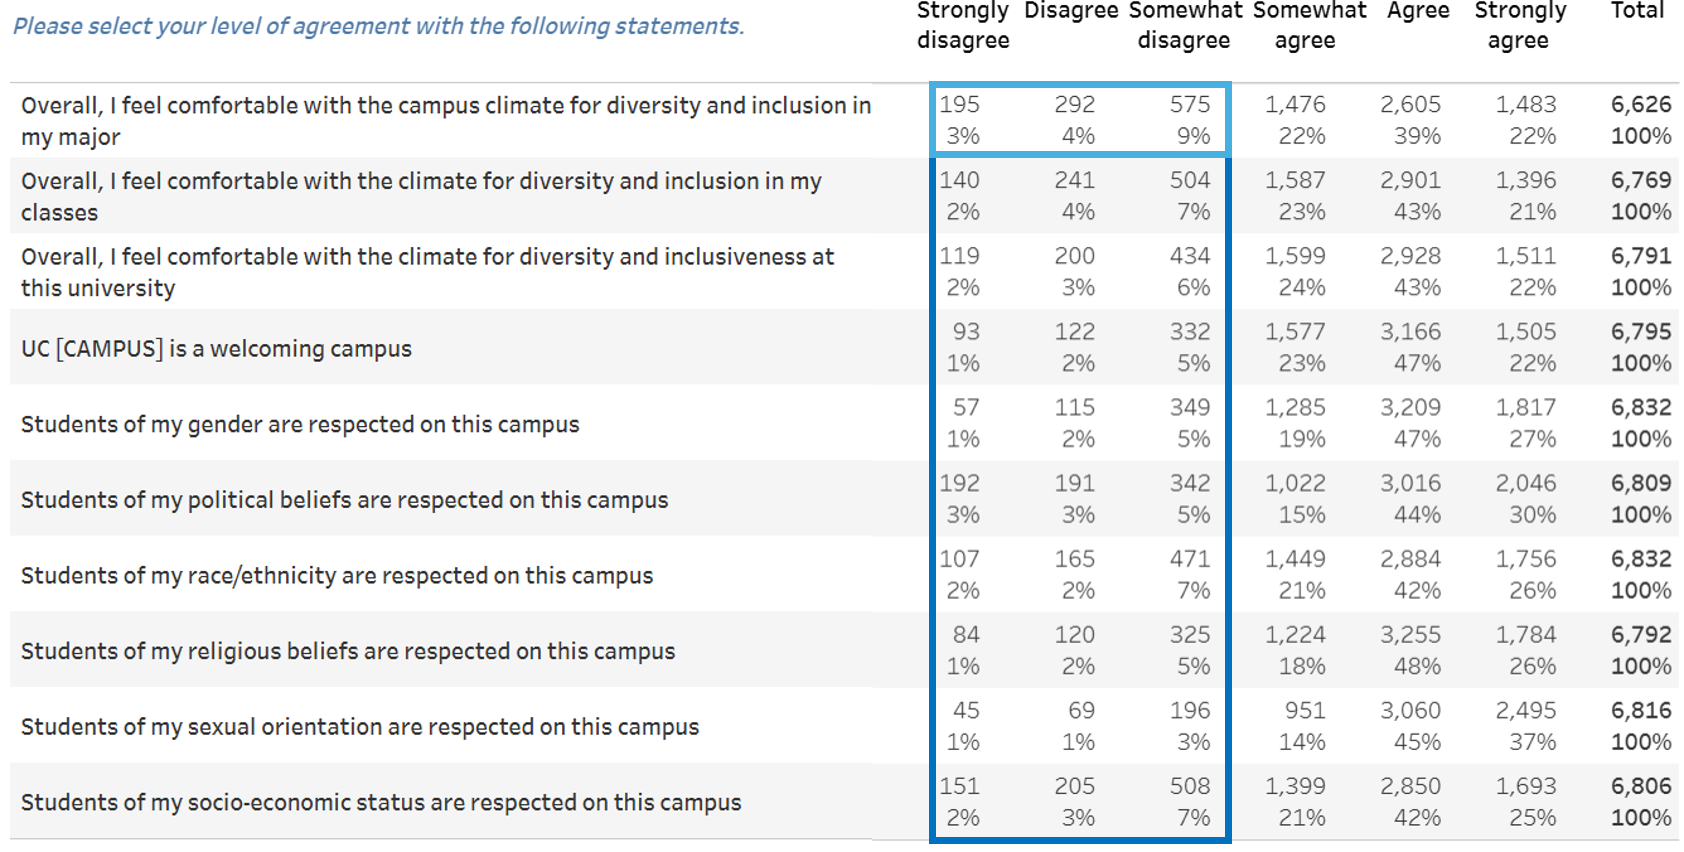 Please select your level of agreement with the following statements.
Strongly disagree Disagree Somewhat disagree Somewhat agree Agree Strongly agree Total
Overall, I feel comfortable with the campus climate for diversity and inclusion in
my major
195 292 575 1,476 2,605 1,483 6,626
3% 4% 9% 22% 39% 22% 100%
Overall, I feel comfortable with the climate for diversity and inclusion in my
classes
140 241 504 1,587 2,901 1,396 6,769
2% 4% 7% 23% 43% 21% 100%
Overall, I feel comfortable with the climate for diversity and inclusiveness at
this university
119 200 434 1,599 2,928 1,511 6,791
2% 3% 6% 24% 43% 22% 100%
UC [CAMPUS] is a welcoming campus
93 122 332 1,577 3,166 1,505 6,795
1% 2% 5% 23% 47% 22% 100%
Students of my gender are respected on this campus
57 115 349 1,285 3,209 1,817 6,832
1% 2% 5% 19% 47% 27% 100%
Students of my political beliefs are respected on this campus
192 191 342 1,022 3,016 2,046 6,809
3% 3% 5% 15% 44% 30% 100%
Students of my race/ethnicity are respected on this campus
107 165 471 1,449 2,884 1,756 6,832
2% 2% 7% 21% 42% 26% 100%
Students of my religious beliefs are respected on this campus
84 120 325 1,224 3,255 1,784 6,792
1% 2% 5% 18% 48% 26% 100%
Students of my sexual orientation are respected on this campus
45 69 196 951 3,060 2,495 6,816
1% 1% 3% 14% 45% 37% 100%
Students of my socio-economic status are respected on this campus
151 205 508 1,399 2,850 1,693 6,806
2% 3% 7% 21% 42% 25% 100%